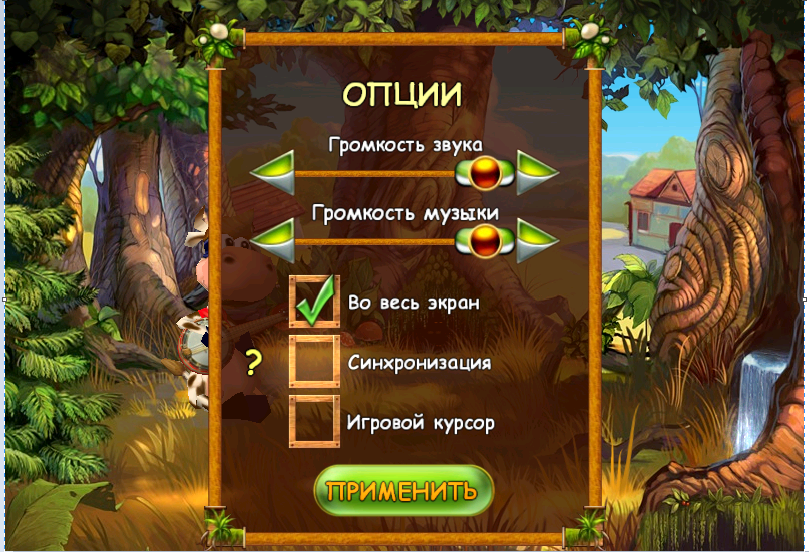 ОПЦИИ
Громкость звука
Громкость музыки
Во весь экран
?
Синхронизация
Игровой курсор
ПРИМЕНИТЬ